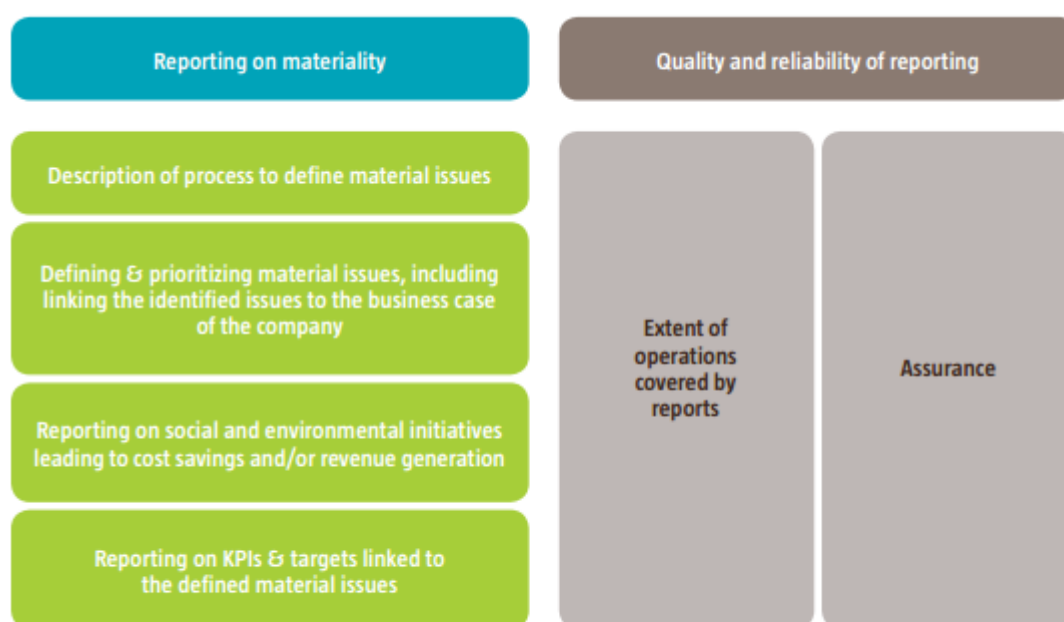 Reporting on materiality
Quality and reliability of reporting
Description of process to define material issues
Defining & prioritizing material issues, including
linking the identified issues to the business case
of the company
Reporting on social and environmental initiatives
leading to cost savings and/or revenue generation
Reporting on KPIs & targets linked to
the defined material issues
Extent of
operations
covered by
reports
Assurance